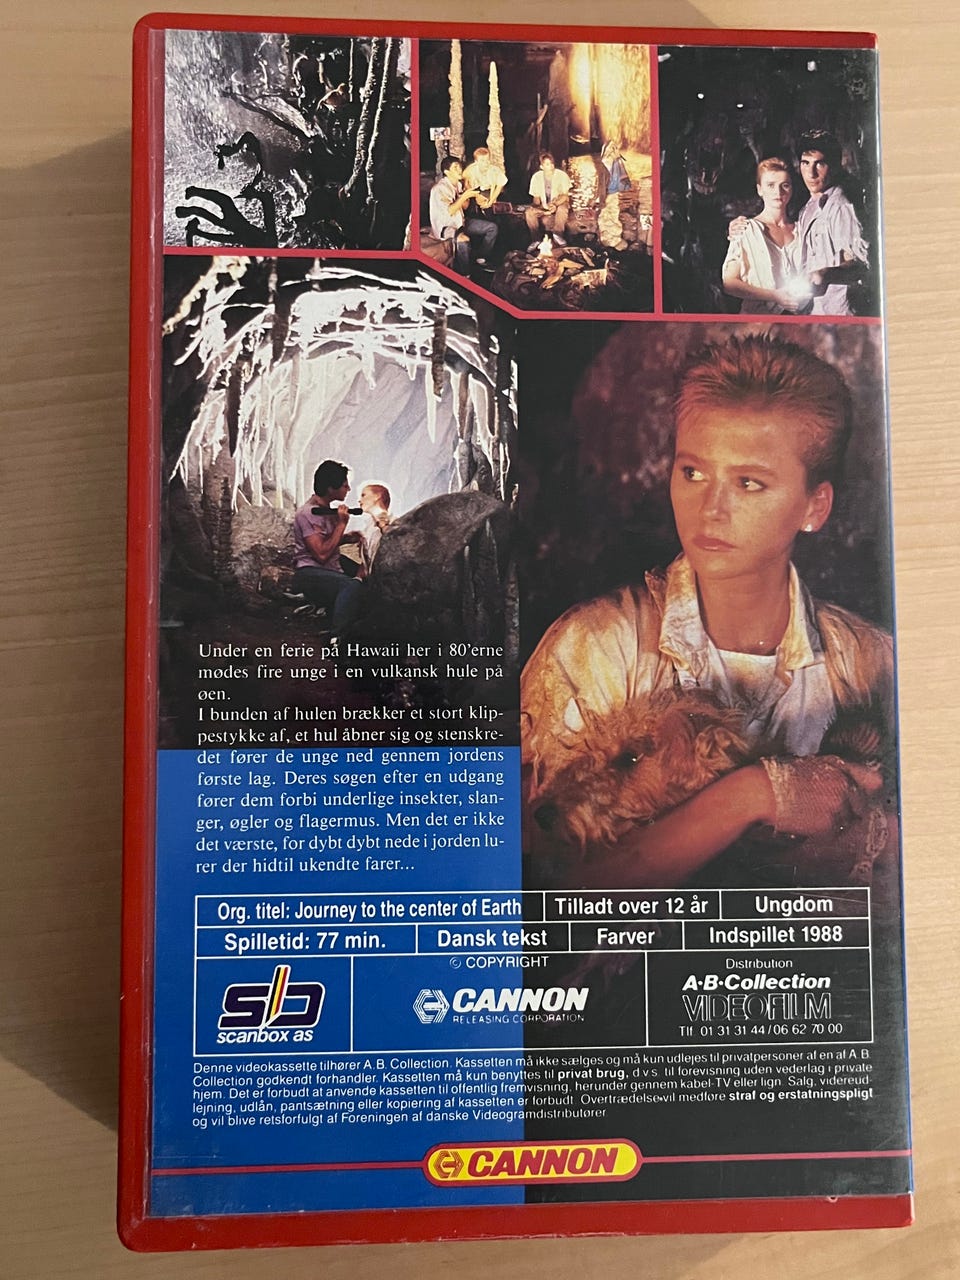 Under en ferie på Hawaii her i 80'erne
mødes fire unge i en vulkansk hule på
øen.
I bunden af hulen brækker et stort klip-
pestykke af, et hul åbner sig og stenskre-
det fører de unge ned gennem jordens
første lag. Deres søgen efter en udgang
fører dem forbi underlige insekter, slan-
ger, øgler og flagermus. Men det er ikke
det værste, for dybt dybt nede i jorden lu-
rer der hidtil ukendte farer...
Org. titel: Journey to the center of Earth
Tilladt over 12 år
Ungdom
Spilletid: 77 min.
Dansk tekst
Farver
Indspillet 1988
sb
scanbox as
© COPYRIGHT
CANNON
RELEASING CORPORATION
Distribution
A·B·Collection
VIDEOFILM
Tlf. 01 31 31 44 / 06 62 70 00
Denne videokassette tilhører A.B. Collection. Kassetten må ikke sælges og må kun udlejes til privatpersoner af en af A.B.
Collection godkendt forhandler. Kassetten må kun benyttes til privat brug, d.v.s. til forevisning uden vederlag i private
hjem. Det er forbudt at anvende kassetten til offentlig fremvisning, herunder gennem kabel-TV eller lign. Salg, videreud-
lejning, udlån, pantsætning eller kopiering af kassetten er forbudt. Overtrædelse vil medføre straf og erstatningspligt
og vil blive retsforfulgt af Foreningen af danske Videogramdistributører
CANNON